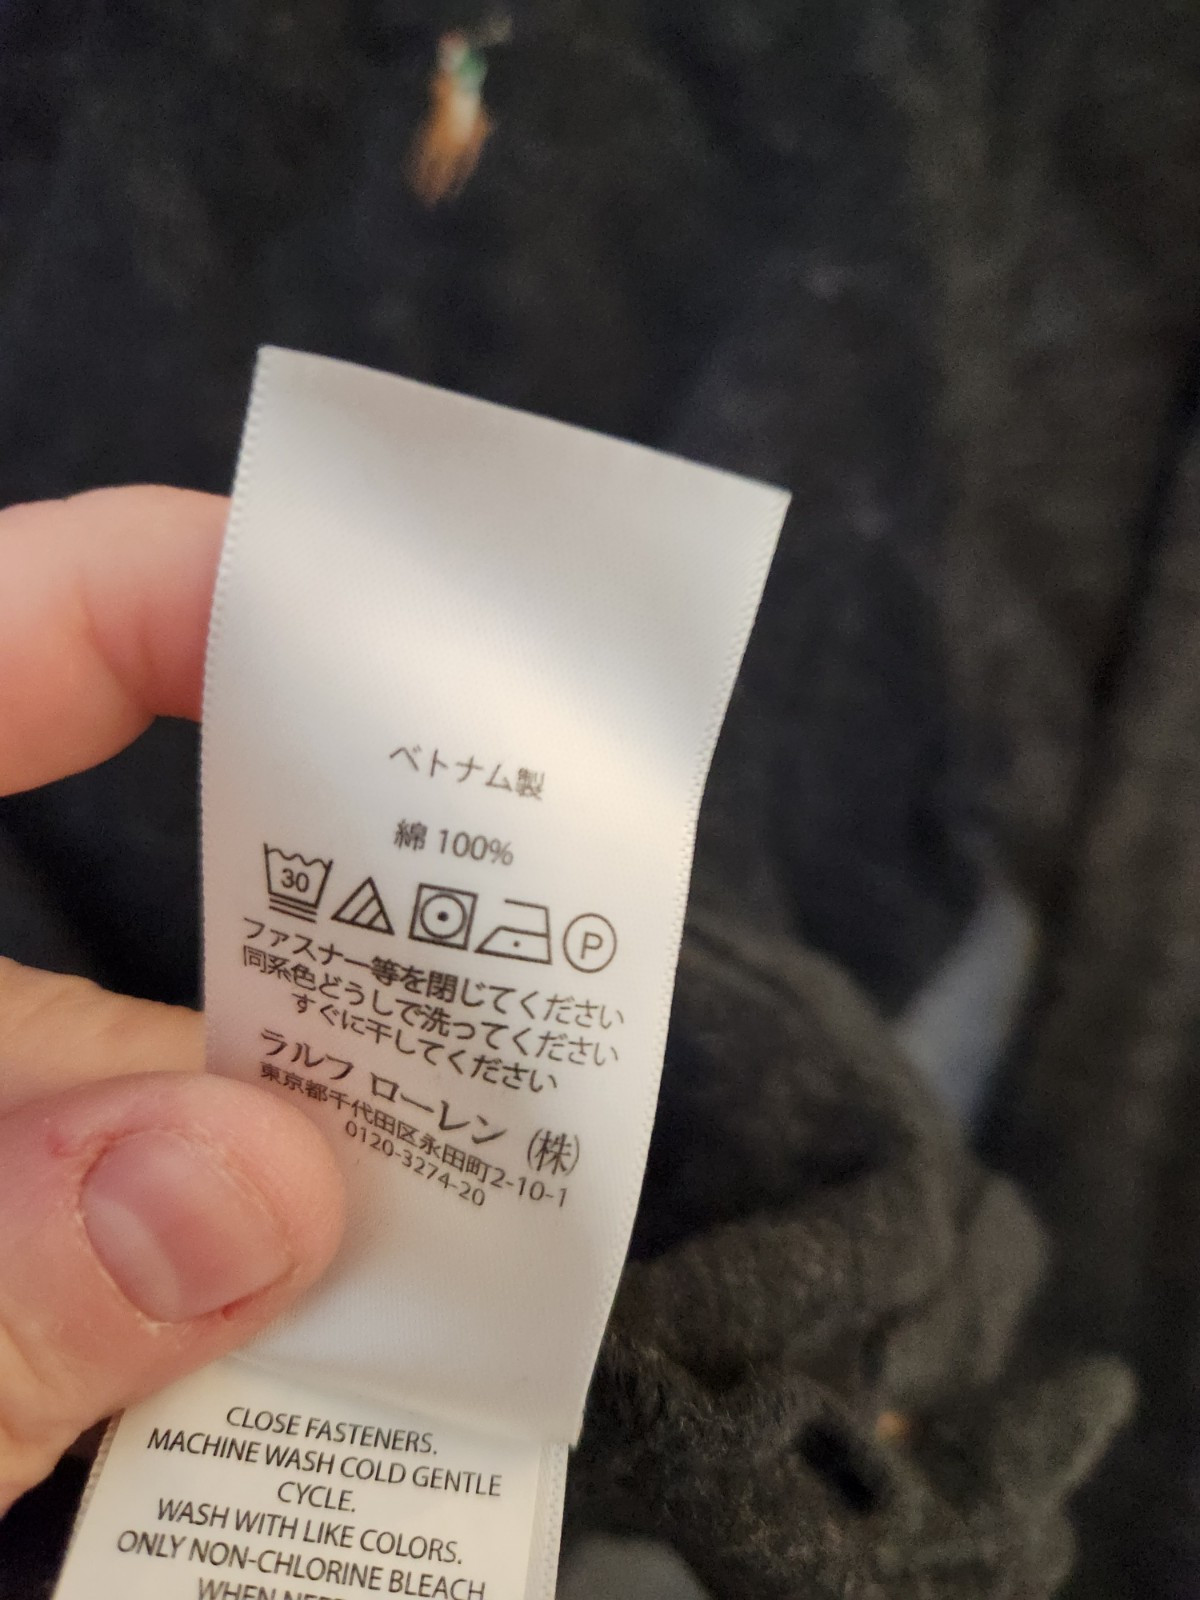 ベトナム製
綿 100%
30
P
ファスナー等を閉じてください
同系色どうしで洗ってください
すぐに干してください
ラルフ ローレン (株)
東京都千代田区永田町2-10-1
0120-3274-20
CLOSE FASTENERS.
MACHINE WASH COLD GENTLE
CYCLE.
WASH WITH LIKE COLORS.
ONLY NON-CHLORINE BLEACH
WHEN